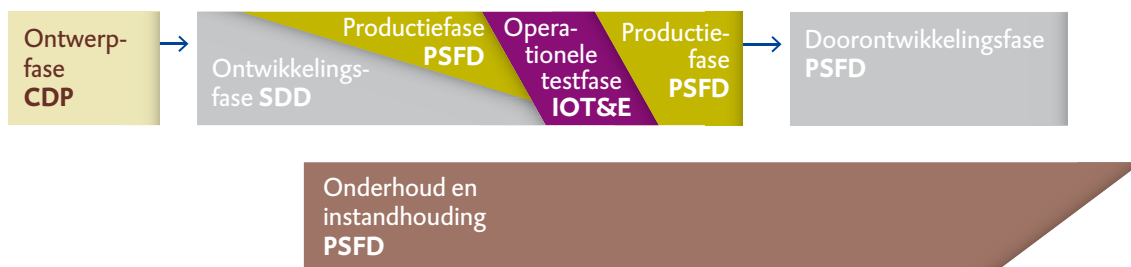 Ontwerp-
fase
CDP
Ontwikkelings-
fase SDD
Productiefase
PSFD
Opera-
tionele
testfase
IOT&E
Productie-
fase
PSFD
Doorontwikkelingsfase
PSFD
Onderhoud en
instandhouding
PSFD